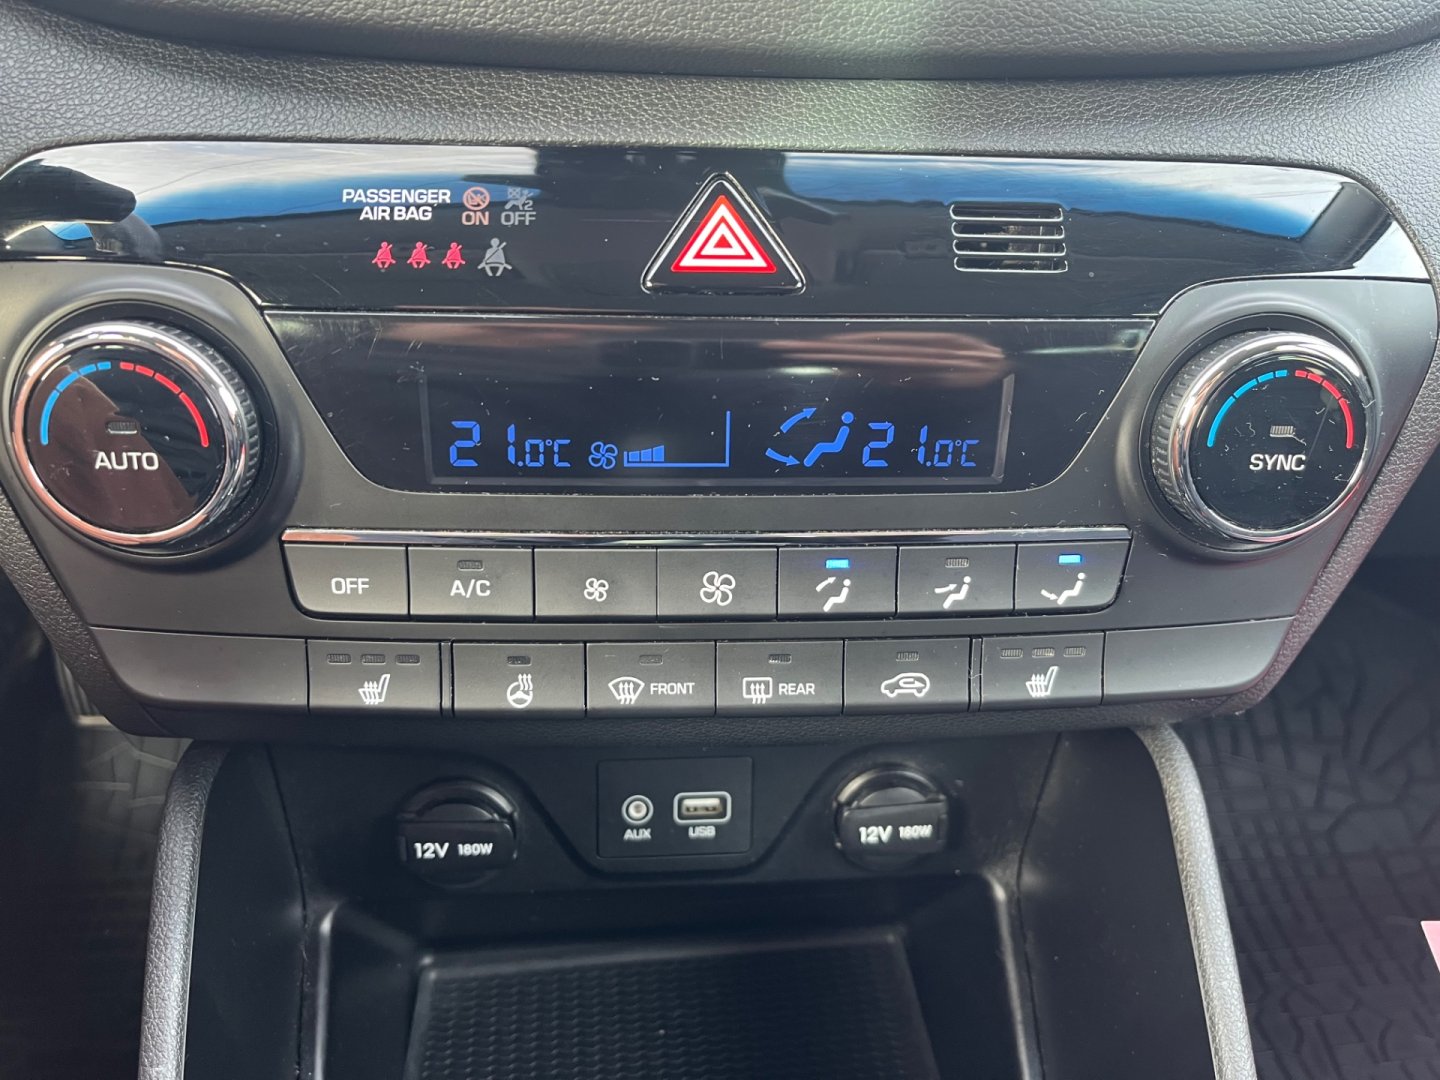 PASSENGER
AIR BAG
ON
OFF
2
AUTO
21.0°C
21.0°C
SYNC
OFF
A/C
FRONT
REAR
12V 180W
AUX
USB
12V 180W